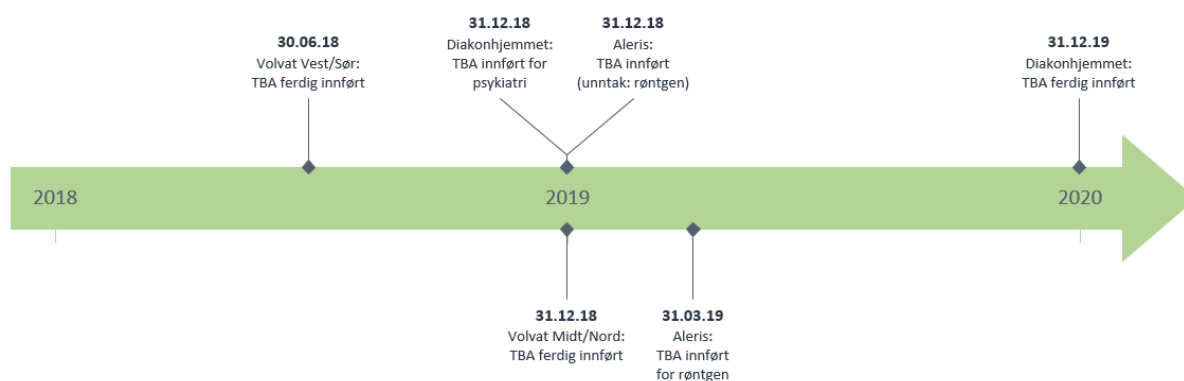 30.06.18
Volvat Vest/Sør:
TBA ferdig innført
31.12.18
Diakonhjemmet:
TBA innført for
psykiatri
31.12.18
Aleris:
TBA innført
(unntak: røntgen)
31.12.19
Diakonhjemmet:
TBA ferdig innført
2018
2019
2020
31.12.18
Volvat Midt/Nord:
TBA ferdig innført
31.03.19
Aleris:
TBA innført
for røntgen